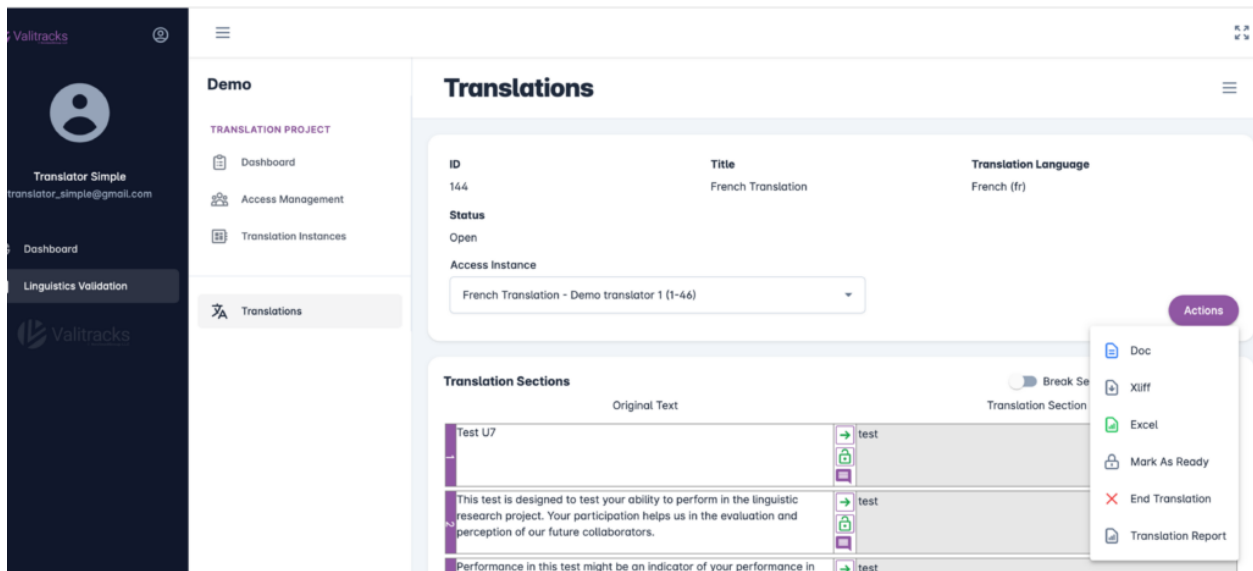 Valitracks
Translator Simple
translator_simple@gmail.com
Dashboard
Linguistics Validation
Valitracks
Demo
TRANSLATION PROJECT
Dashboard
Access Management
Translation Instances
Translations
Translations
ID
144
Title
French Translation
Translation Language
French (fr)
Status
Open
Access Instance
French Translation - Demo translator 1 (1-46)
Actions
Doc
Xliff
Excel
Mark As Ready
End Translation
Translation Report
Translation Sections
Break Se
Original Text
Translation Section
1
Test U7
test
2
This test is designed to test your ability to perform in the linguistic
research project. Your participation helps us in the evaluation and
perception of our future collaborators.
test
Performance in this test might be an indicator of your performance in
test